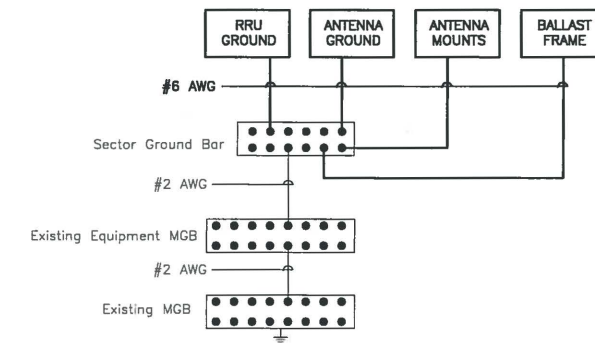 RRU
GROUND
ANTENNA
GROUND
ANTENNA
MOUNTS
BALLAST
FRAME
#6 AWG
Sector Ground Bar
#2 AWG
Existing Equipment MGB
#2 AWG
Existing MGB